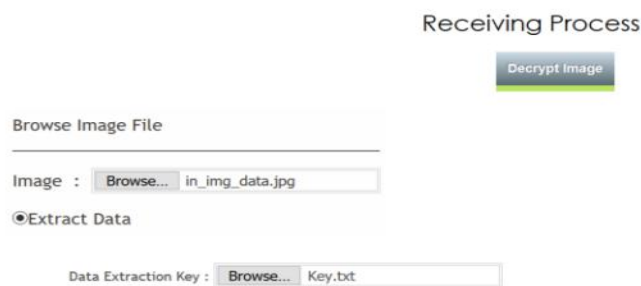 Receiving Process
Decrypt Image
Browse Image File
Image : Browse... in_img_data.jpg
Extract Data
Data Extraction Key : Browse... Key.txt